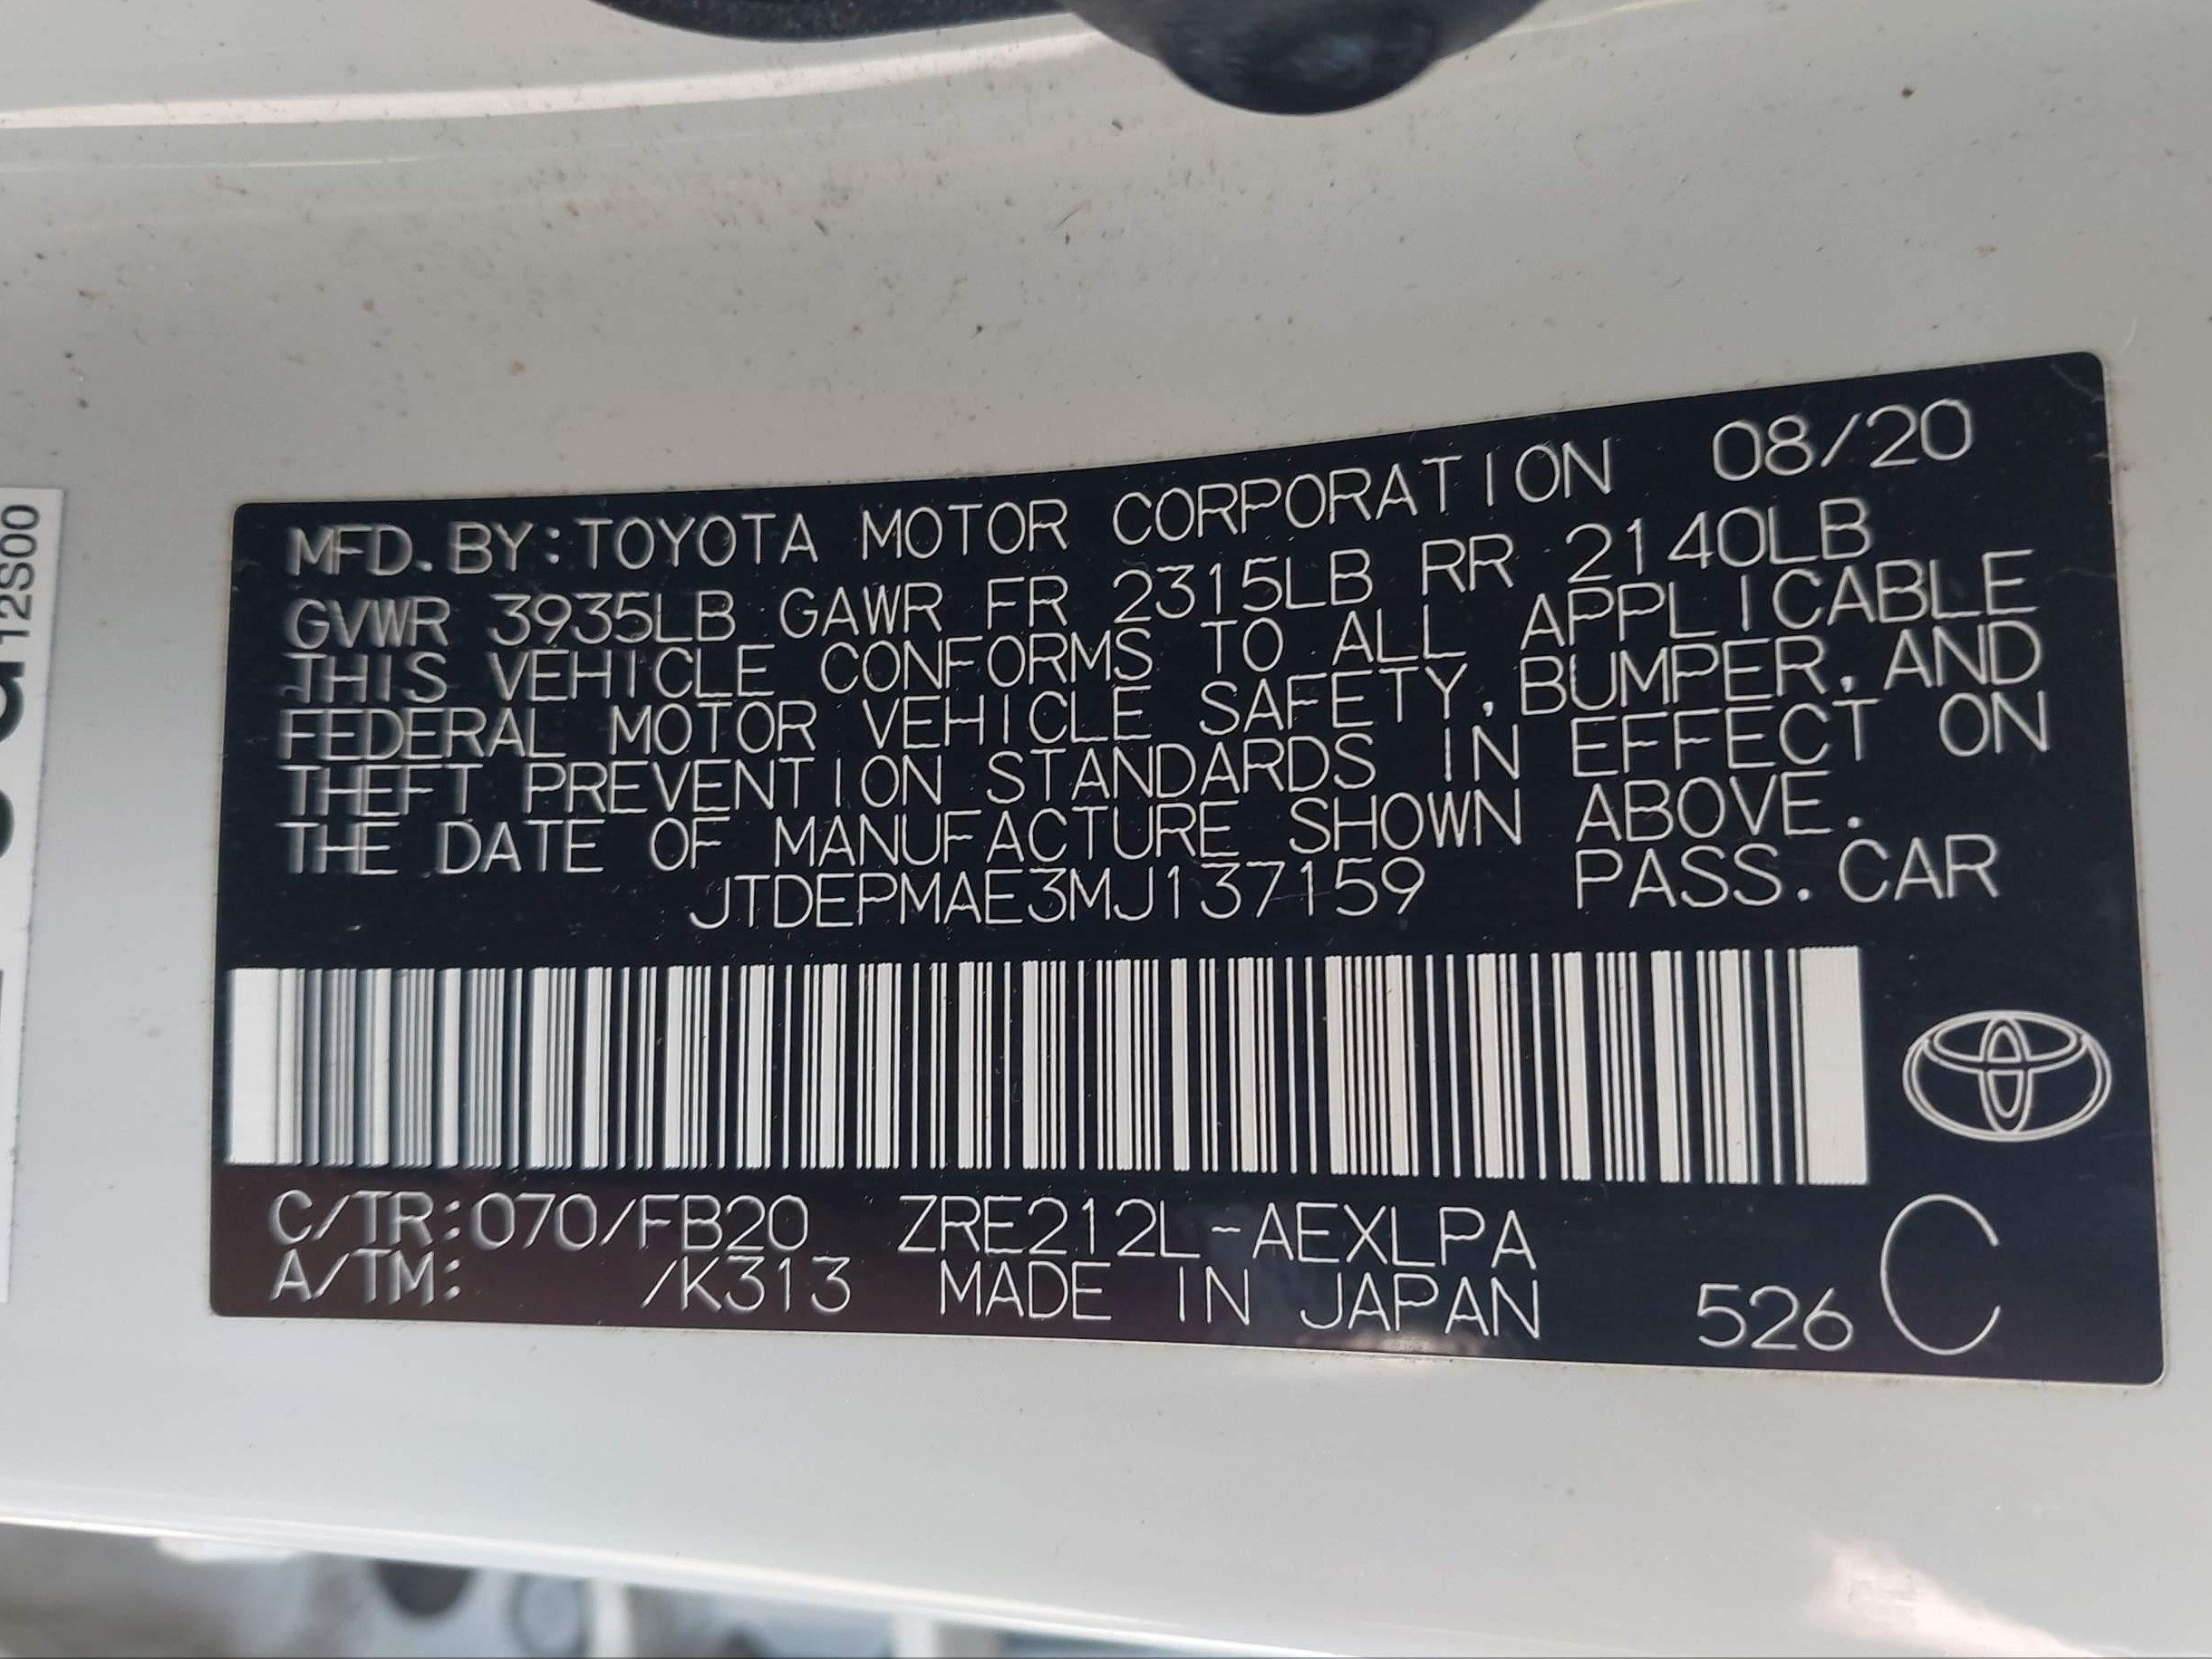 MFD. BY: TOYOTA MOTOR CORPORATION 08/20
GVWR 3935LB GAWR FR 2315LB RR 2140LB
THIS VEHICLE CONFORMS TO ALL APPLICABLE
FEDERAL MOTOR VEHICLE SAFETY, BUMPER, AND
THEFT PREVENTION STANDARDS IN EFFECT ON
THE DATE OF MANUFACTURE SHOWN ABOVE.
JTDEPMAE3MJ137159 PASS. CAR
C/TR:070/FB20 ZRE212L-AEXLPA
A/TM: /K313 MADE IN JAPAN 526 C
12S00